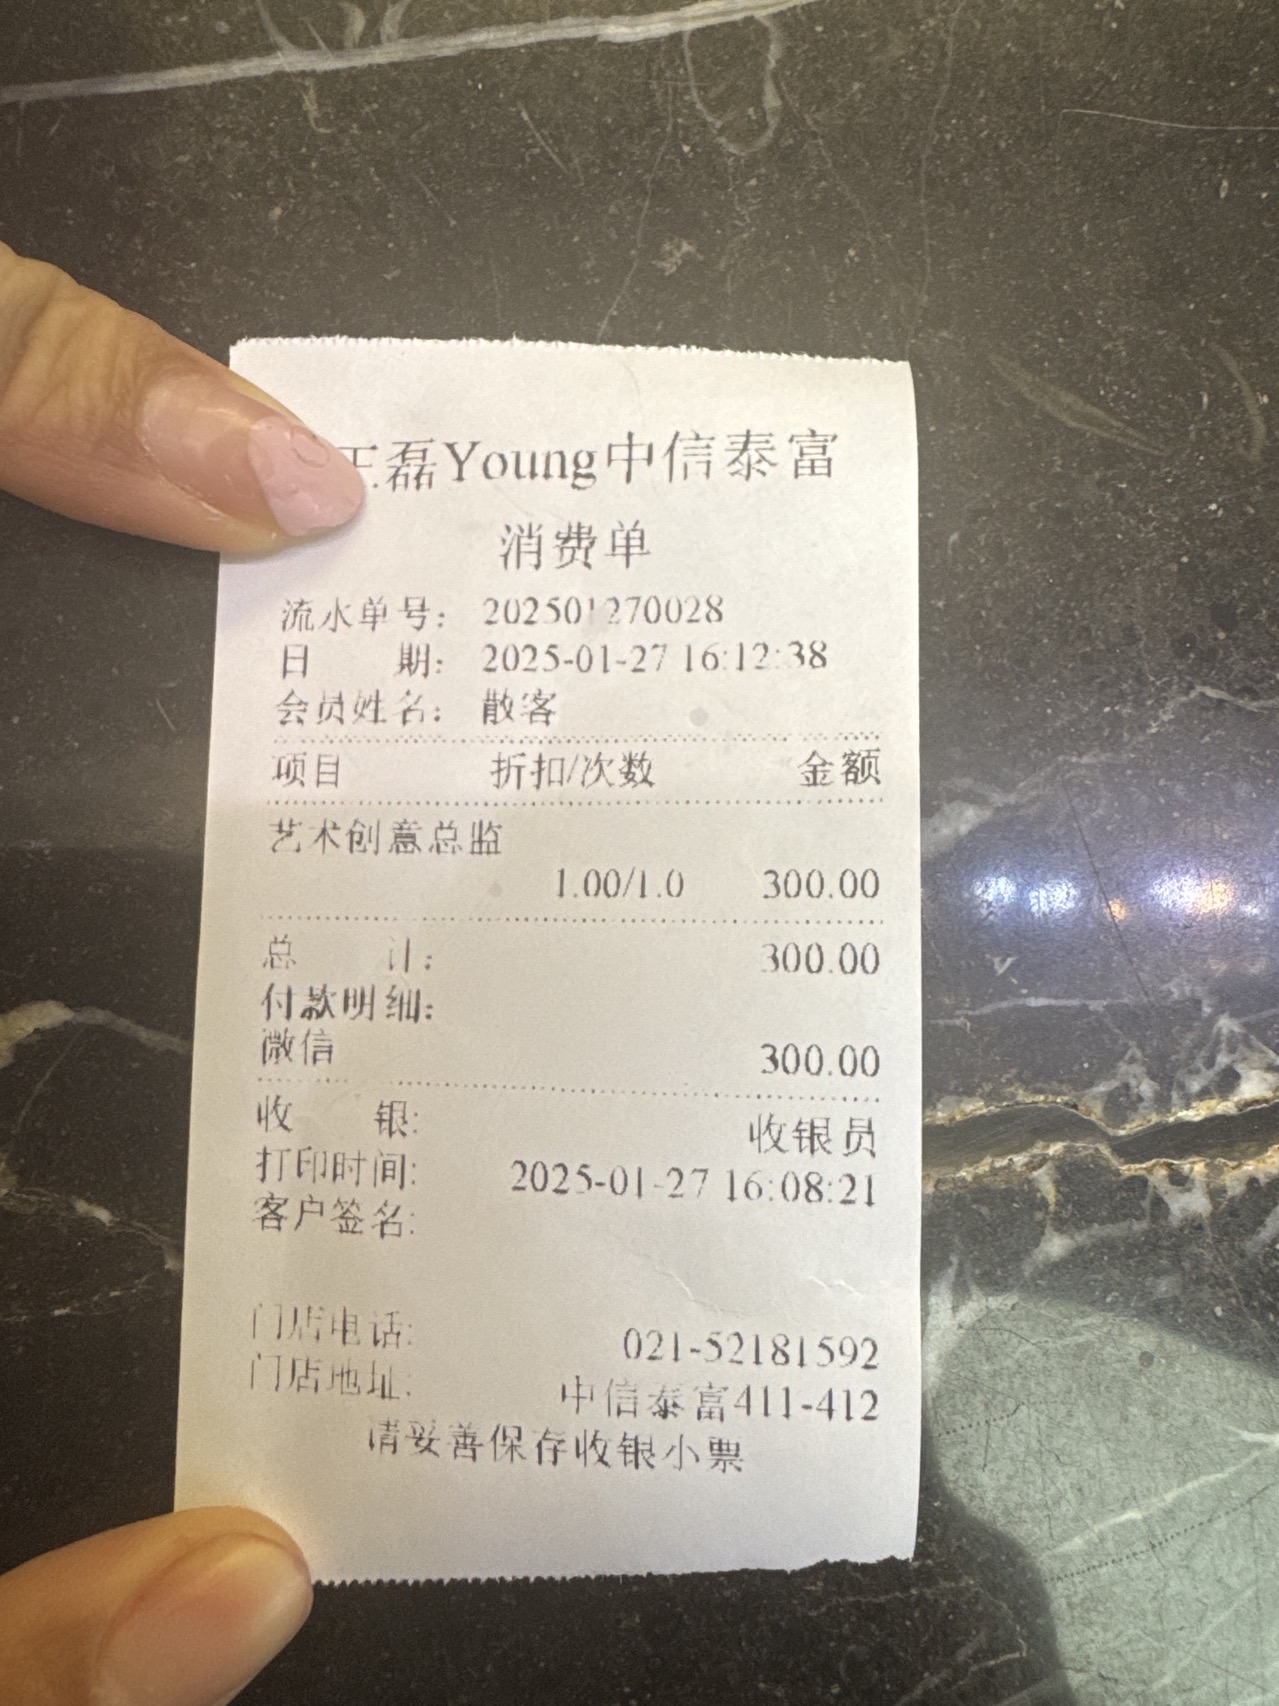 王磊Young中信泰富
消费单
流水单号： 202501270028
日 期： 2025-01-27 16:12:38
会员姓名： 散客
项目 折扣/次数 金额
艺术创意总监
1.00/1.0 300.00
总 计： 300.00
付款明细：
微信 300.00
收 银: 收银员
打印时间: 2025-01-27 16:08:21
客户签名:
门店电话: 021-52181592
门店地址: 中信泰富411-412
请妥善保存收银小票